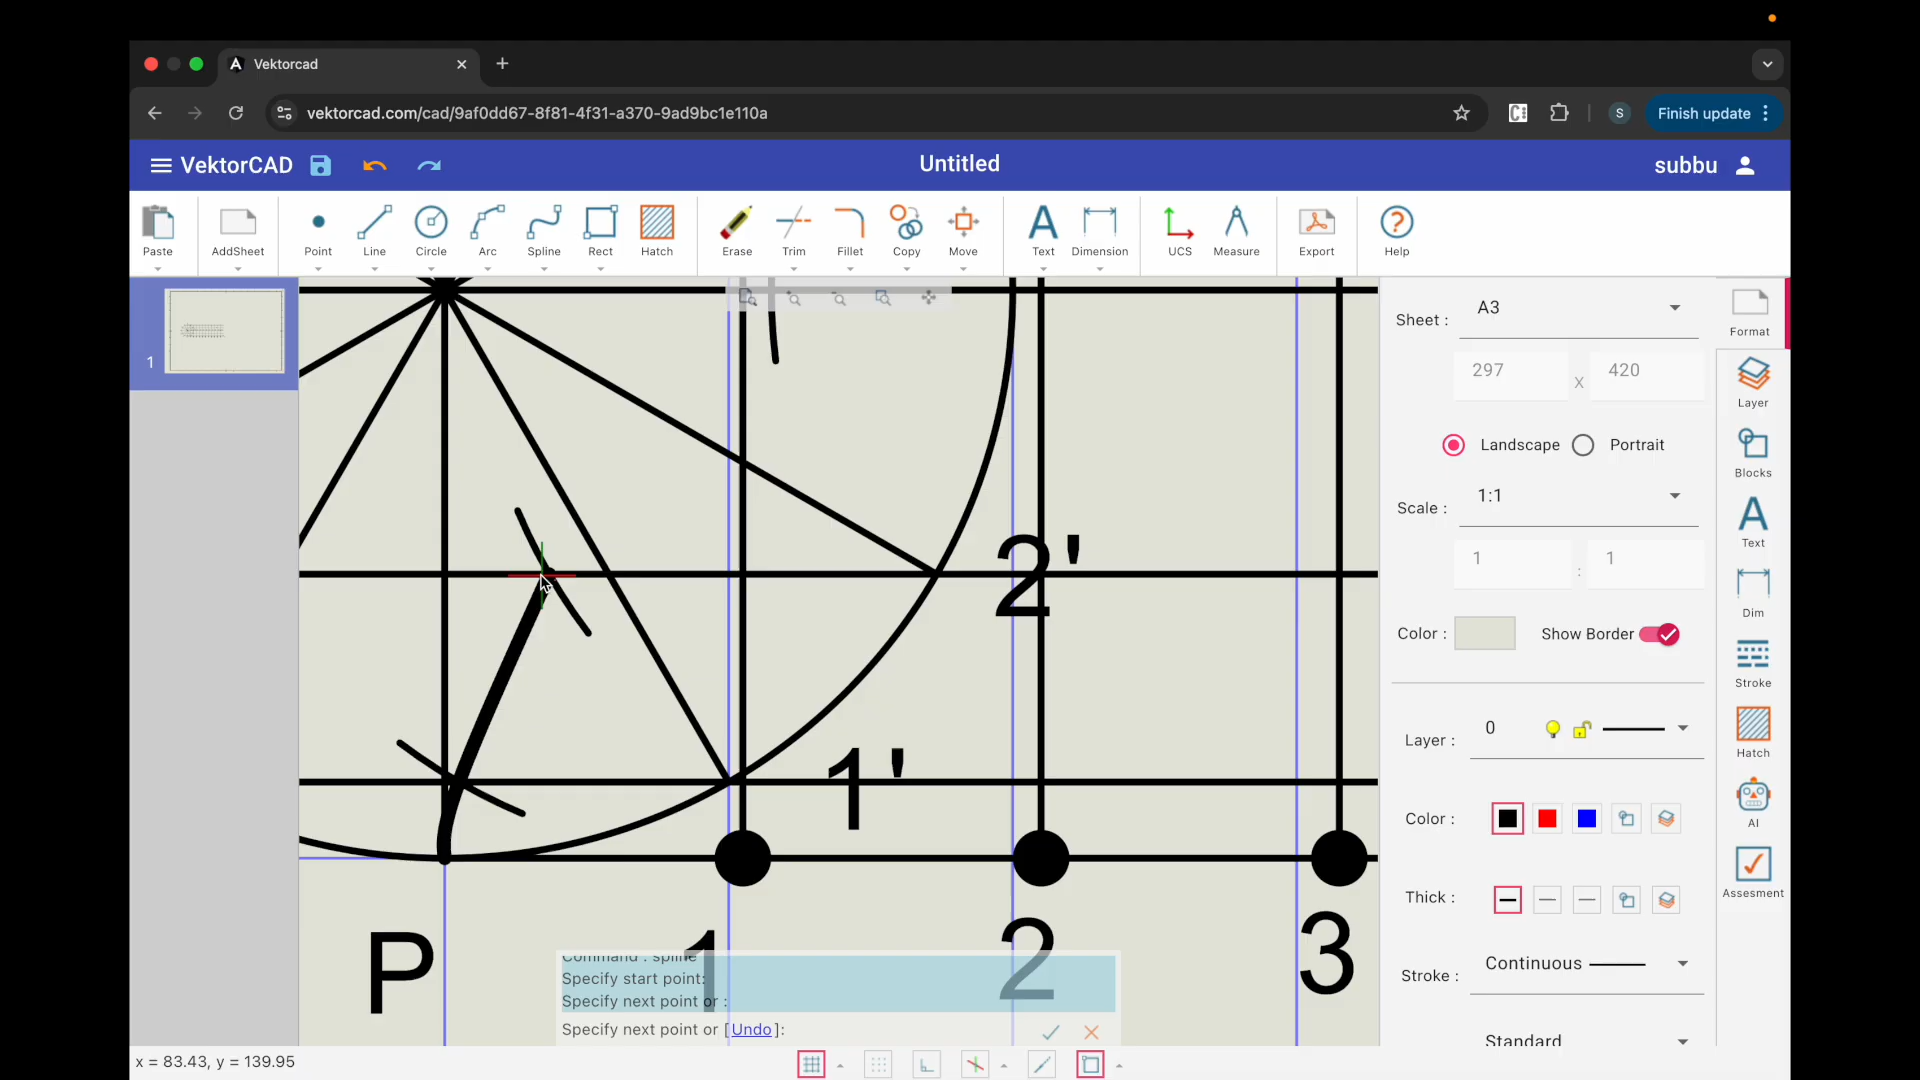 Vektorcad
vektorcad.com/cad/9af0dd67-8f81-4f31-a370-9ad9bc1e110a
S
Finish update
VektorCAD
Untitled
subbu
Paste
AddSheet
Point
Line
Circle
Arc
Spline
Rect
Hatch
Erase
Trim
Fillet
Copy
Move
Text
Dimension
UCS
Measure
Export
Help
1
Sheet :
A3
297
X
420
Landscape
Portrait
Scale :
1:1
1
:
1
Color :
Show Border
Layer :
0
Color :
Thick :
Stroke :
Continuous
Standard
Format
Layer
Blocks
Text
Dim
Stroke
Hatch
AI
Assesment
2'
1'
P
1
2
3
Command : spline
Specify start point:
Specify next point or :
Specify next point or [Undo]:
x = 83.43, y = 139.95